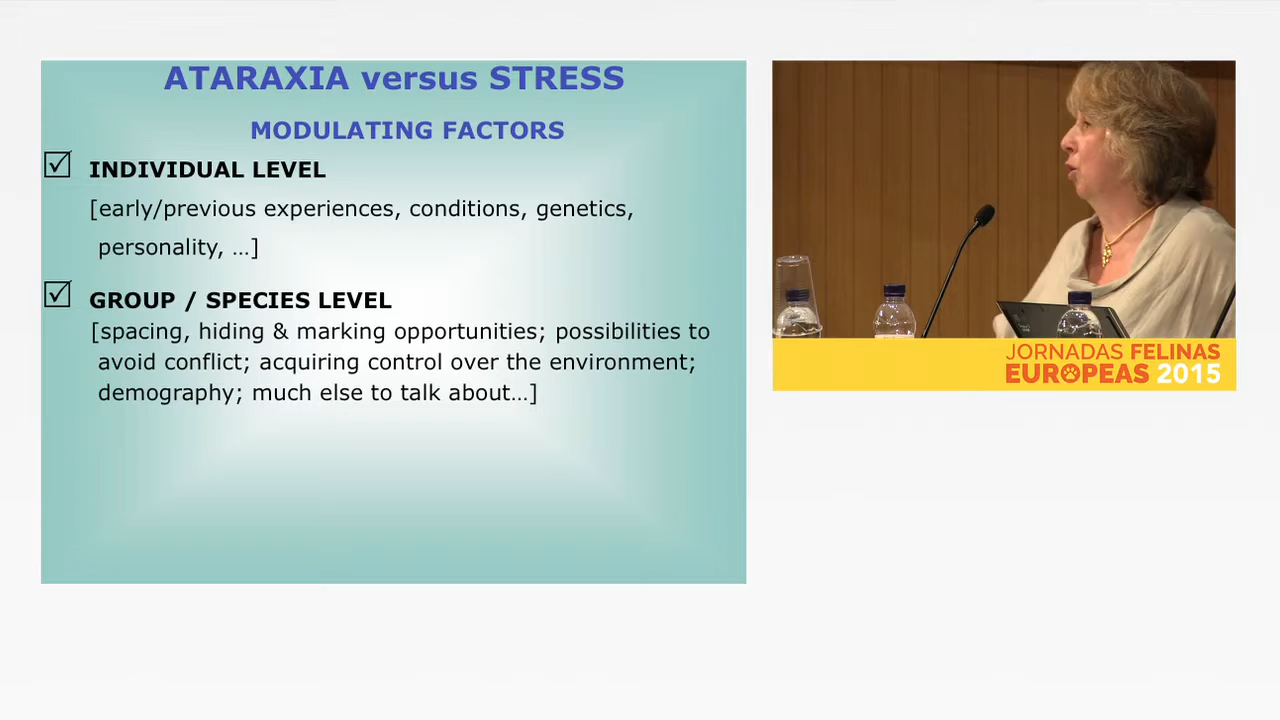 ATARAXIA versus STRESS
MODULATING FACTORS
INDIVIDUAL LEVEL
[early/previous experiences, conditions, genetics,
personality, …]
GROUP / SPECIES LEVEL
[spacing, hiding & marking opportunities; possibilities to
avoid conflict; acquiring control over the environment;
demography; much else to talk about…]
JORNADAS FELINAS
EUROPEAS 2015